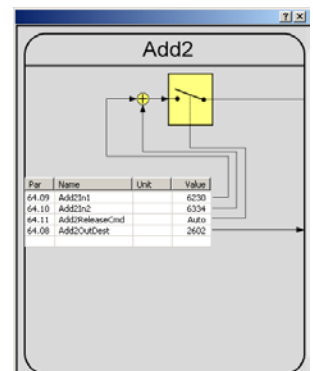 Add2
Par Name Unit Value
64.09 Add2In1 6230
64.10 Add2In2 6334
64.11 Add2ReleaseCmd Auto
64.08 Add2OutDest 2602